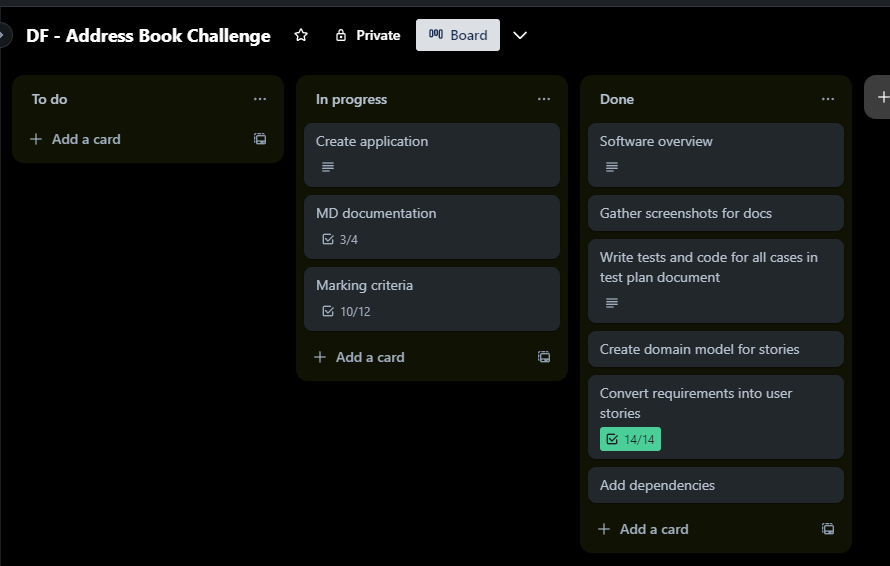 DF - Address Book Challenge
Private
Board
To do
Add a card
In progress
Create application
MD documentation
3/4
Marking criteria
10/12
Add a card
Done
Software overview
Gather screenshots for docs
Write tests and code for all cases in
test plan document
Create domain model for stories
Convert requirements into user
stories
14/14
Add dependencies
Add a card